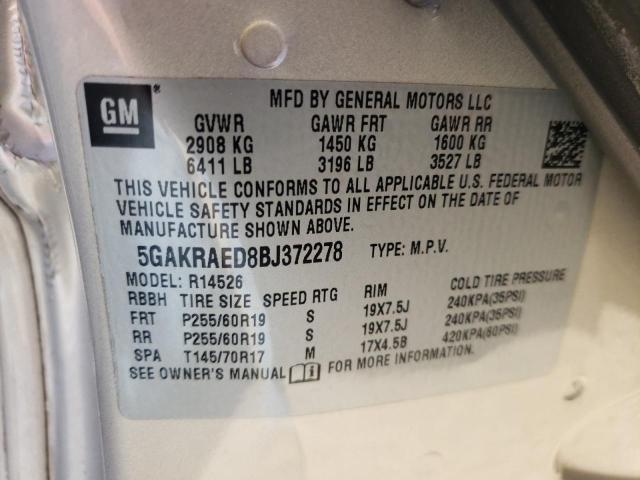 GM
®
MFD BY GENERAL MOTORS LLC
GVWR GAWR FRT GAWR RR
2908 KG 1450 KG 1600 KG
6411 LB 3196 LB 3527 LB
THIS VEHICLE CONFORMS TO ALL APPLICABLE U.S. FEDERAL MOTOR
VEHICLE SAFETY STANDARDS IN EFFECT ON THE DATE OF
MANUFACTURE SHOWN ABOVE.
5GAKRAED8BJ372278 TYPE: M.P.V.
MODEL: R14526
RBBH TIRE SIZE SPEED RTG RIM COLD TIRE PRESSURE
FRT P255/60R19 S 19X7.5J 240KPA(35PSI)
RR P255/60R19 S 19X7.5J 240KPA(35PSI)
SPA T145/70R17 M 17X4.5B 420KPA(60PSI)
SEE OWNER'S MANUAL FOR MORE INFORMATION.